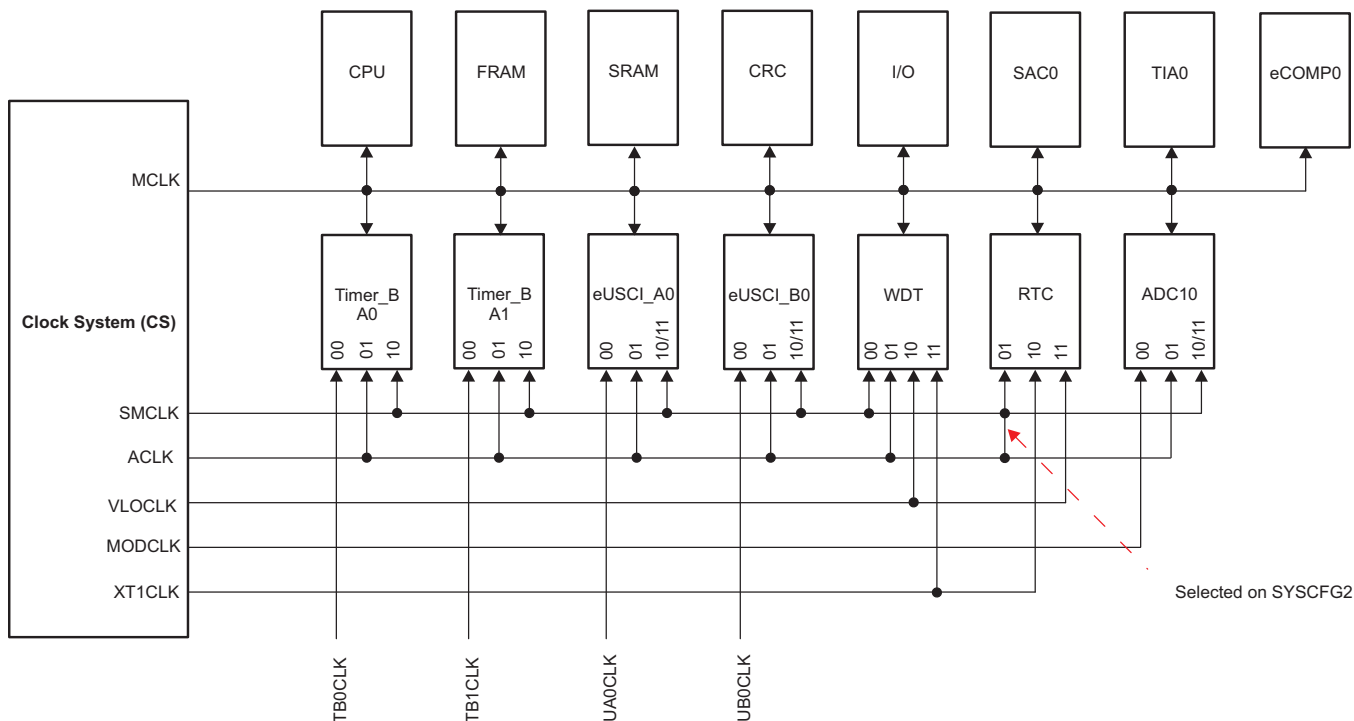 CPU
FRAM
SRAM
CRC
I/O
SAC0
TIA0
eCOMP0
MCLK
Clock System (CS)
Timer_B
A0
00
01
10
Timer_B
A1
00
01
10
eUSCI_A0
00
01
10/11
eUSCI_B0
00
01
10/11
WDT
00
01
10
11
RTC
01
10
11
ADC10
00
01
10/11
SMCLK
ACLK
VLOCLK
MODCLK
XT1CLK
Selected on SYSCFG2
TB0CLK
TB1CLK
UA0CLK
UB0CLK